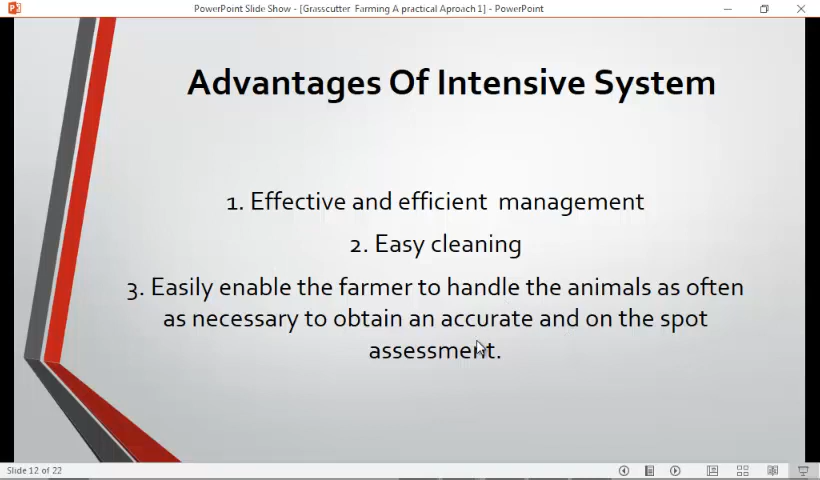 PowerPoint Slide Show - [Grasscutter Farming A practical Aproach 1] - PowerPoint
Advantages Of Intensive System
1. Effective and efficient management
2. Easy cleaning
3. Easily enable the farmer to handle the animals as often
as necessary to obtain an accurate and on the spot
assessment.
Slide 12 of 22